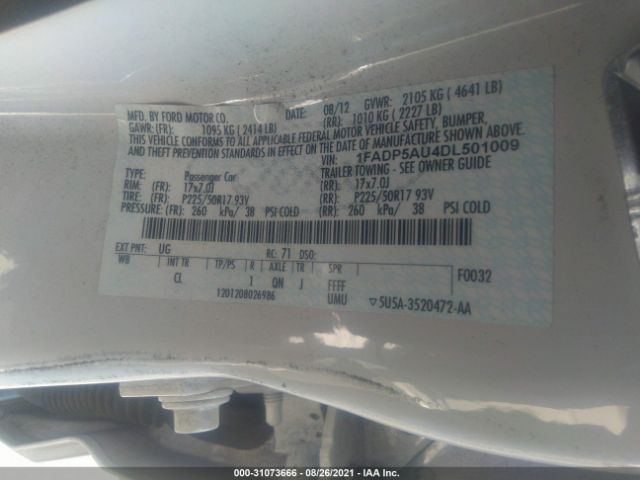 MFD. BY FORD MOTOR CO.
DATE: 08/12 GVWR: 2105 KG ( 4641 LB)
GAWR: (FR): 1095 KG ( 2414 LB) (RR): 1010 KG ( 2227 LB)
THIS VEHICLE CONFORMS TO ALL APPLICABLE FEDERAL MOTOR VEHICLE SAFETY, BUMPER,
AND THEFT PREVENTION STANDARDS IN EFFECT ON THE DATE OF MANUFACTURE SHOWN ABOVE.
VIN: 1FADP5AU4DL501009
TYPE: Passenger Car TRAILER TOWING - SEE OWNER GUIDE
RIM: (FR): 17x7.0J (RR): 17x7.0J
TIRE: (FR): P225/50R17 93V (RR): P225/50R17 93V
PRESSURE: (FR): 260 kPa/ 38 PSI COLD (RR): 260 kPa/ 38 PSI COLD
EXT PNT: UG RC: 71 DSO:
WB INT TR TP/PS R AXLE TR SPR F0032
CL 1 QN J FFFF
1201208026986 UMU ▽5U5A-3520472-AA
000-31073666 - 08/26/2021 - IAA Inc.